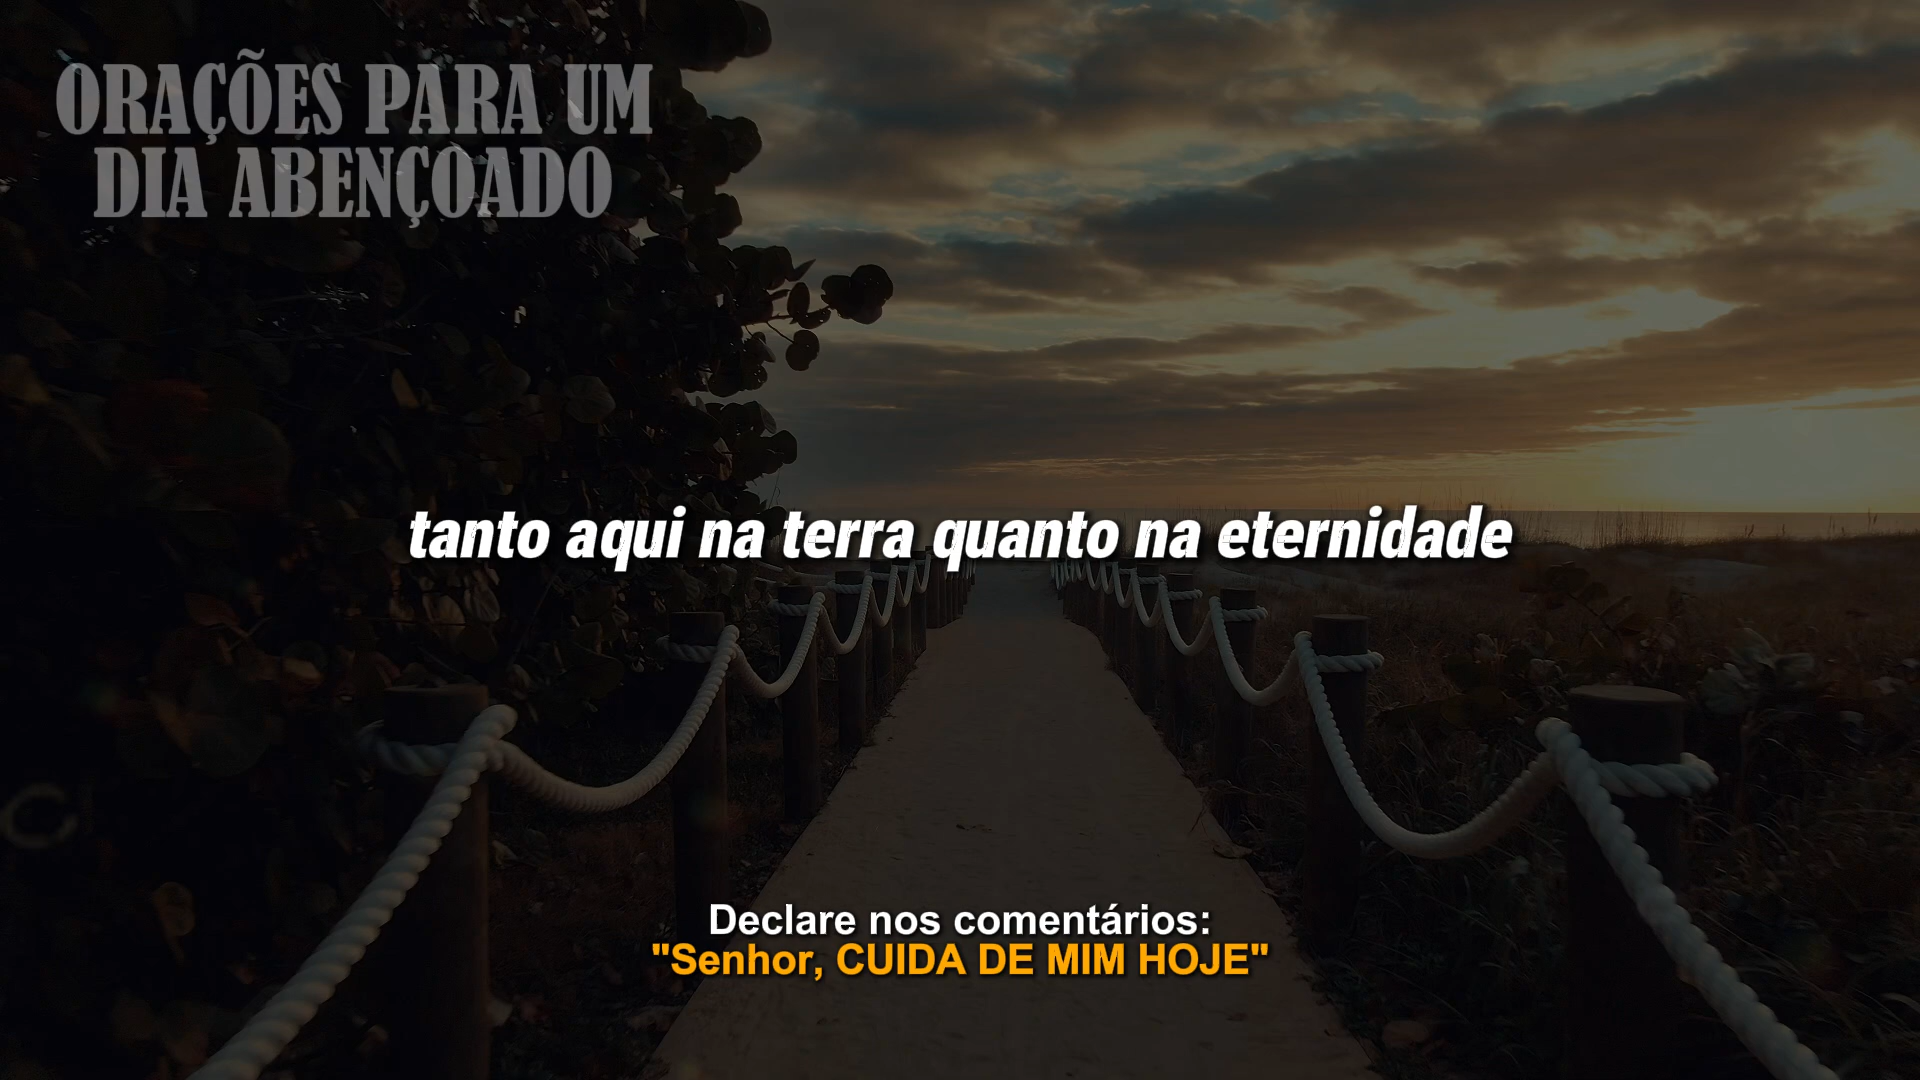 ORAÇÕES PARA UM
DIA ABENÇOADO
tanto aqui na terra quanto na eternidade
Declare nos comentários:
"Senhor, CUIDA DE MIM HOJE"